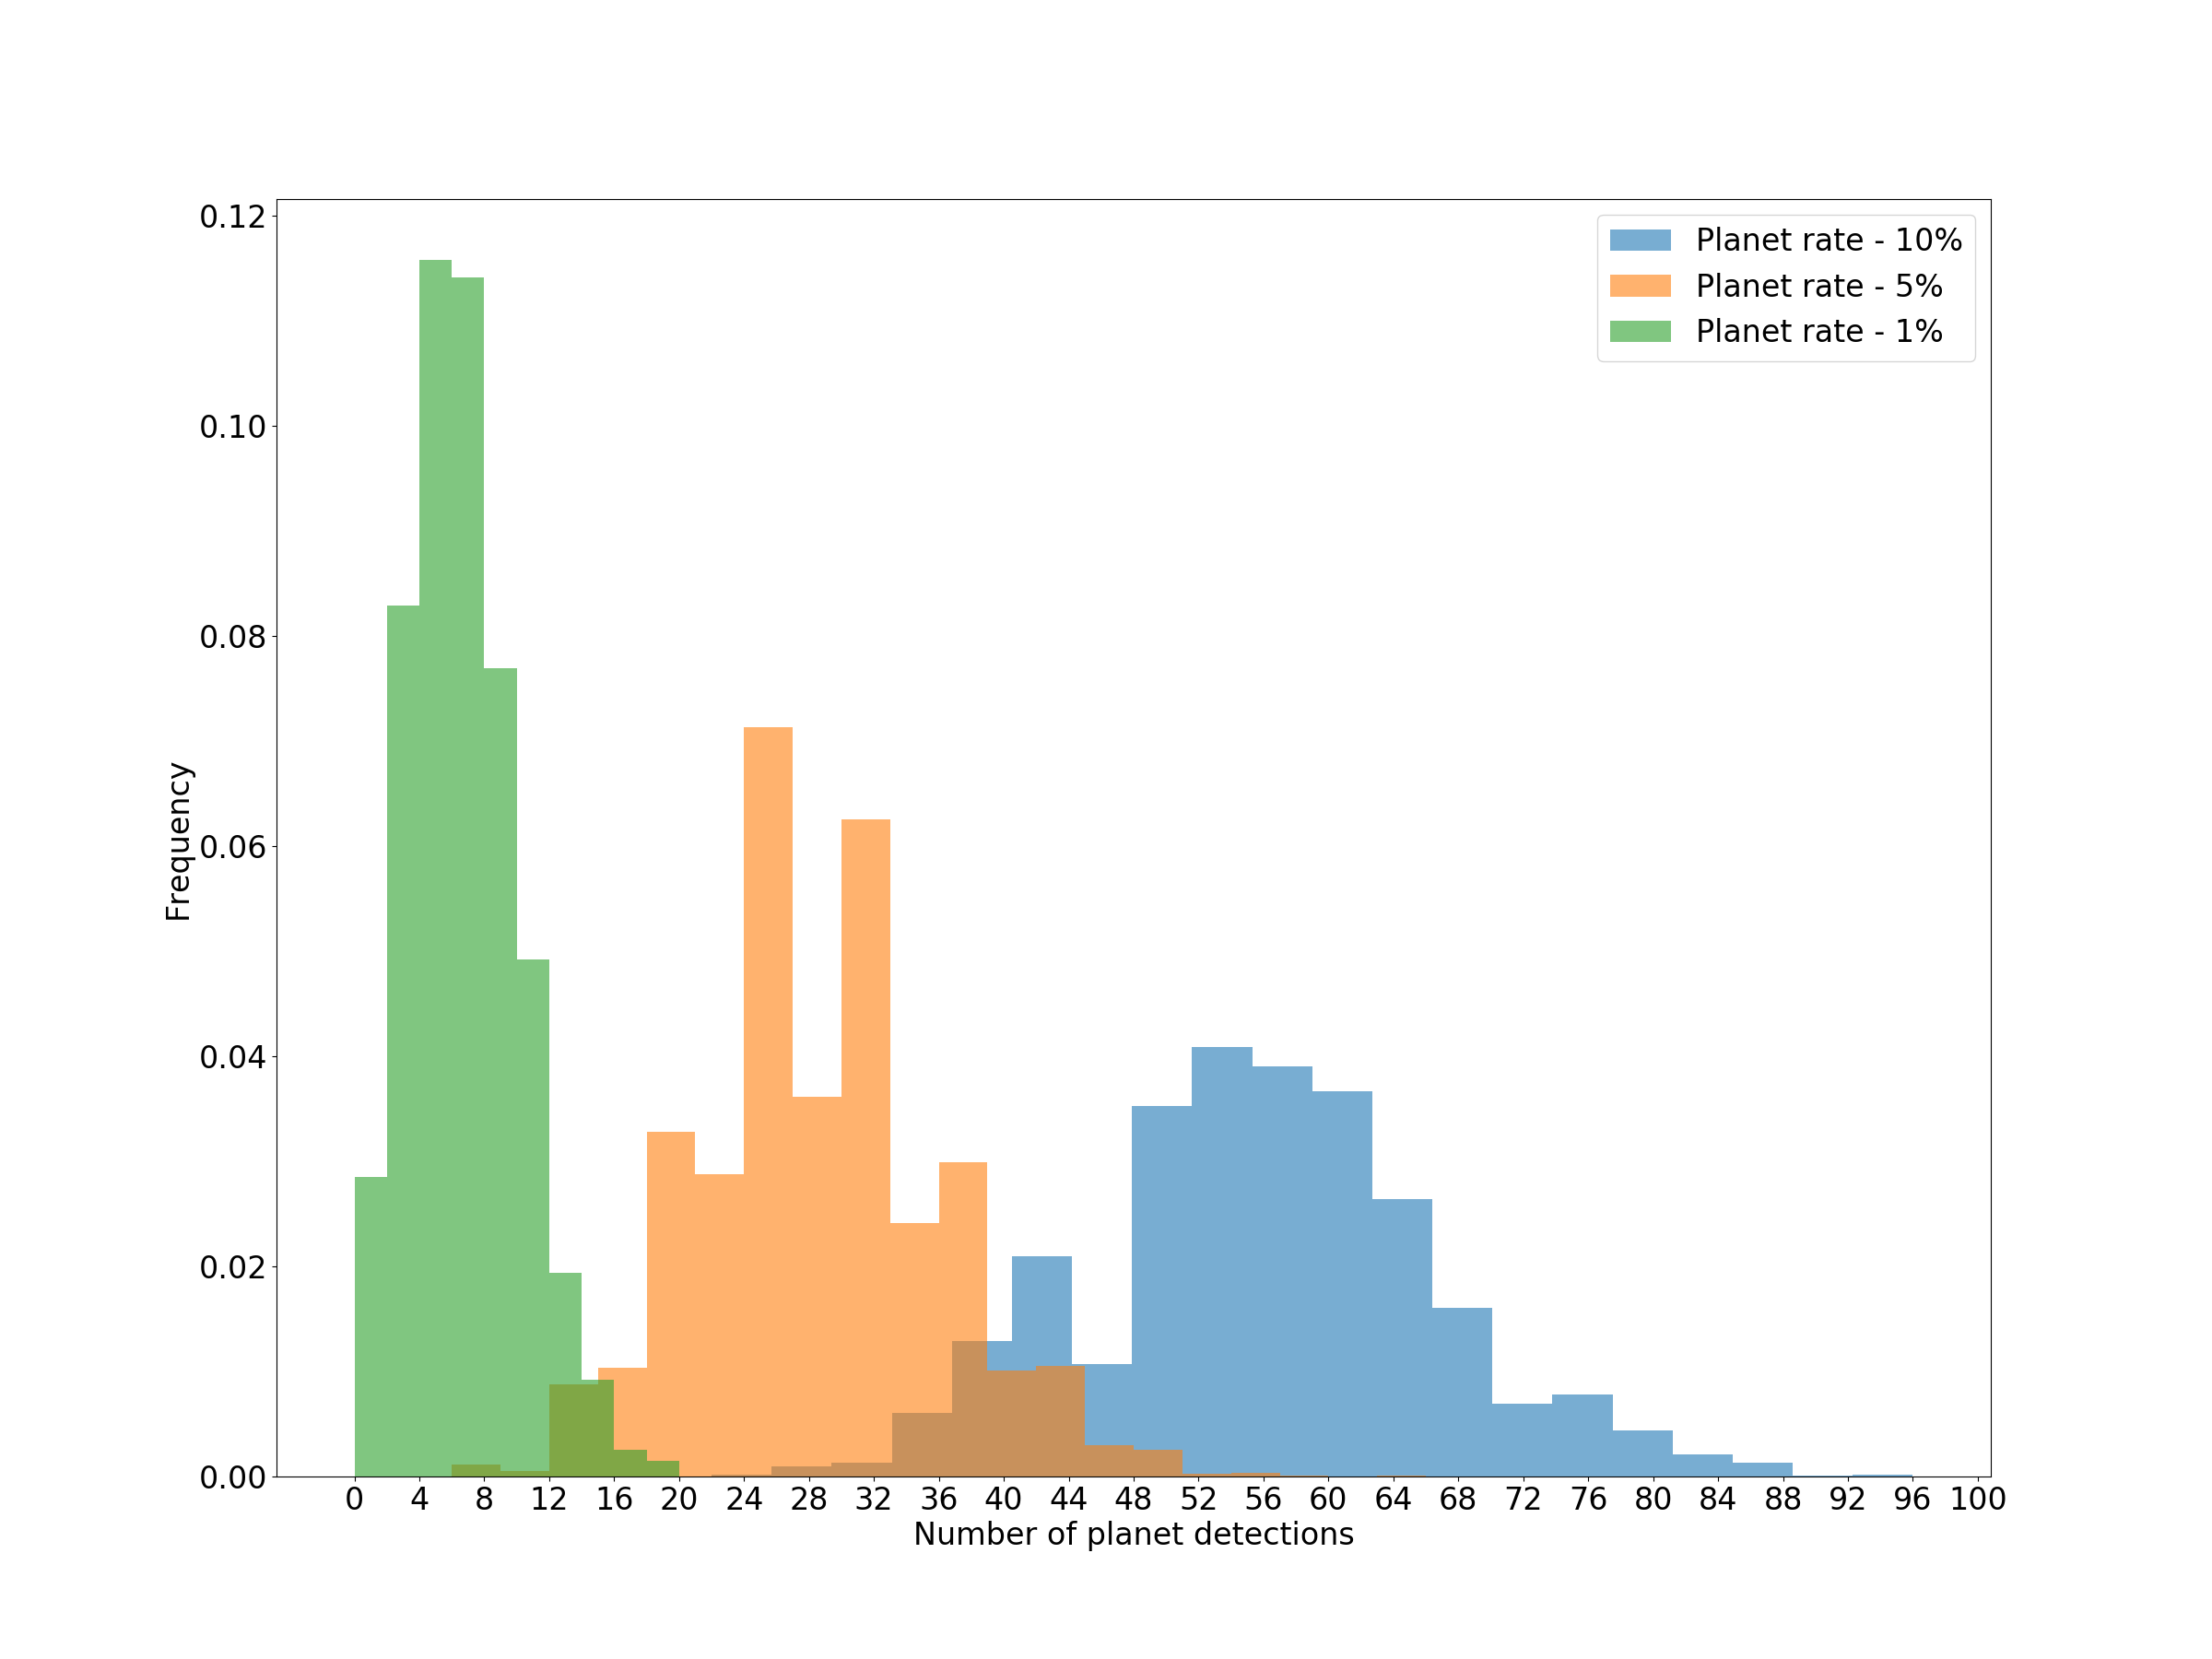 Planet rate - 10%
Planet rate - 5%
Planet rate - 1%
0.12
0.10
0.08
0.06
0.04
0.02
0.00
Frequency
0 4 8 12 16 20 24 28 32 36 40 44 48 52 56 60 64 68 72 76 80 84 88 92 96 100
Number of planet detections